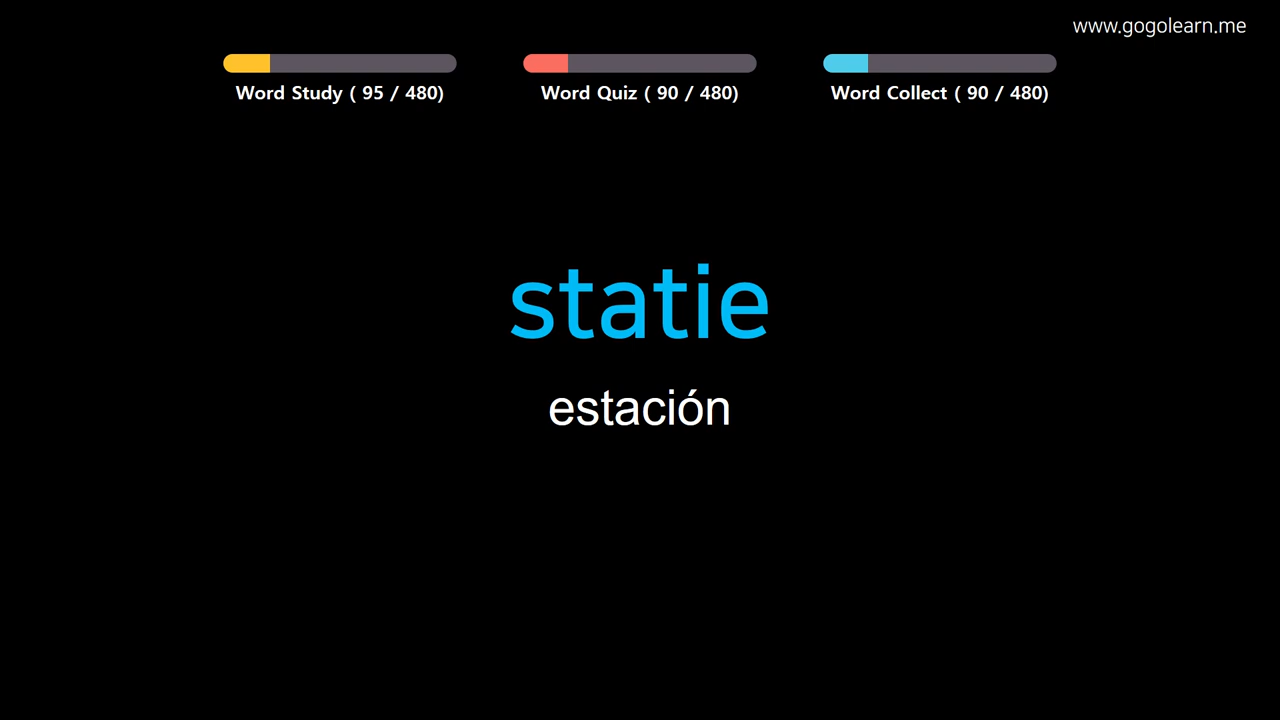 www.gogolearn.me
Word Study ( 95 / 480)
Word Quiz ( 90 / 480)
Word Collect ( 90 / 480)
statie
estación